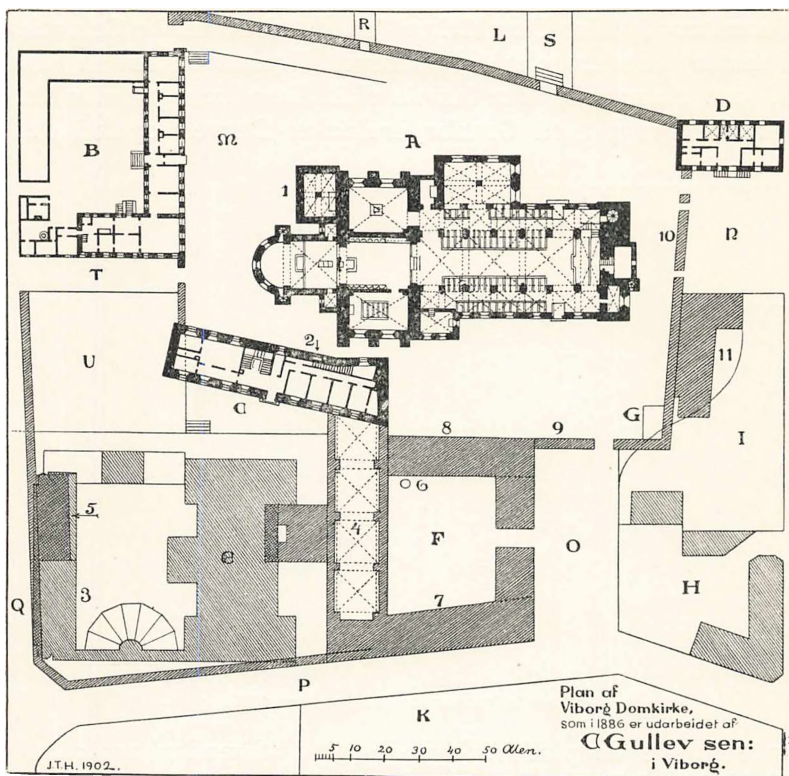 R
L
S
D
B
M
A
1
10
N
T
2
U
C
11
G
I
8
9
6
5
4
F
O
E
3
Q
7
H
P
K
Plan af
Viborg Domkirke,
som i 1886 er udarbeidet af
C Gullev sen:
i Viborg.
5 10 20 30 40 50 Alen.
J.T.H. 1902.